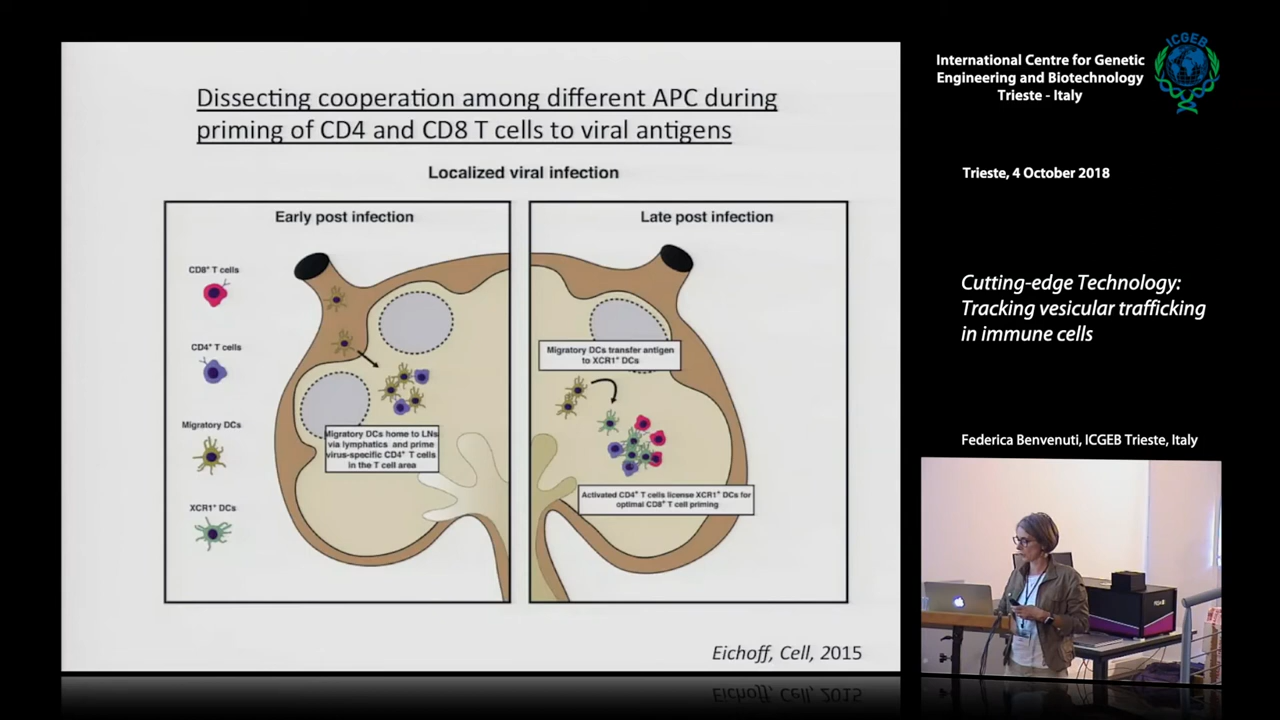 Dissecting cooperation among different APC during
priming of CD4 and CD8 T cells to viral antigens
Localized viral infection
Early post infection
CD8⁺ T cells
CD4⁺ T cells
Migratory DCs
XCR1⁺ DCs
Migratory DCs home to LNs
via lymphatics and prime
virus-specific CD4⁺ T cells
in the T cell area
Late post infection
Migratory DCs transfer antigen
to XCR1⁺ DCs
Activated CD4⁺ T cells license XCR1⁺ DCs for
optimal CD8⁺ T cell priming
Eichoff, Cell, 2015
International Centre for Genetic
Engineering and Biotechnology
Trieste - Italy
ICGEB
Trieste, 4 October 2018
Cutting-edge Technology:
Tracking vesicular trafficking
in immune cells
Federica Benvenuti, ICGEB Trieste, Italy